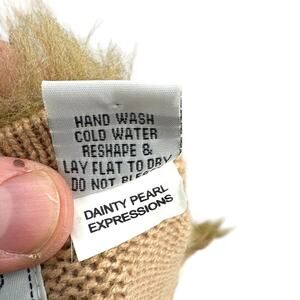 HAND WASH
COLD WATER
RESHAPE &
LAY FLAT TO DRY
DO NOT
DAINTY PEARL
EXPRESSIONS